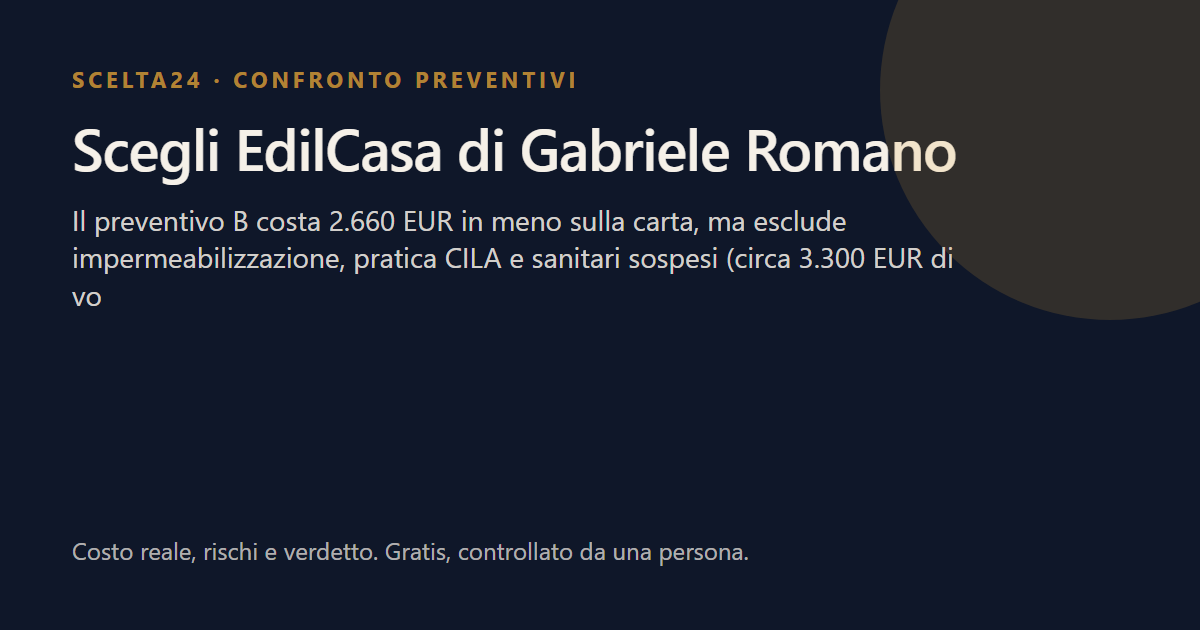 SCELTA24 · CONFRONTO PREVENTIVI
Scegli EdilCasa di Gabriele Romano
Il preventivo B costa 2.660 EUR in meno sulla carta, ma esclude
impermeabilizzazione, pratica CILA e sanitari sospesi (circa 3.300 EUR di
vo
Costo reale, rischi e verdetto. Gratis, controllato da una persona.